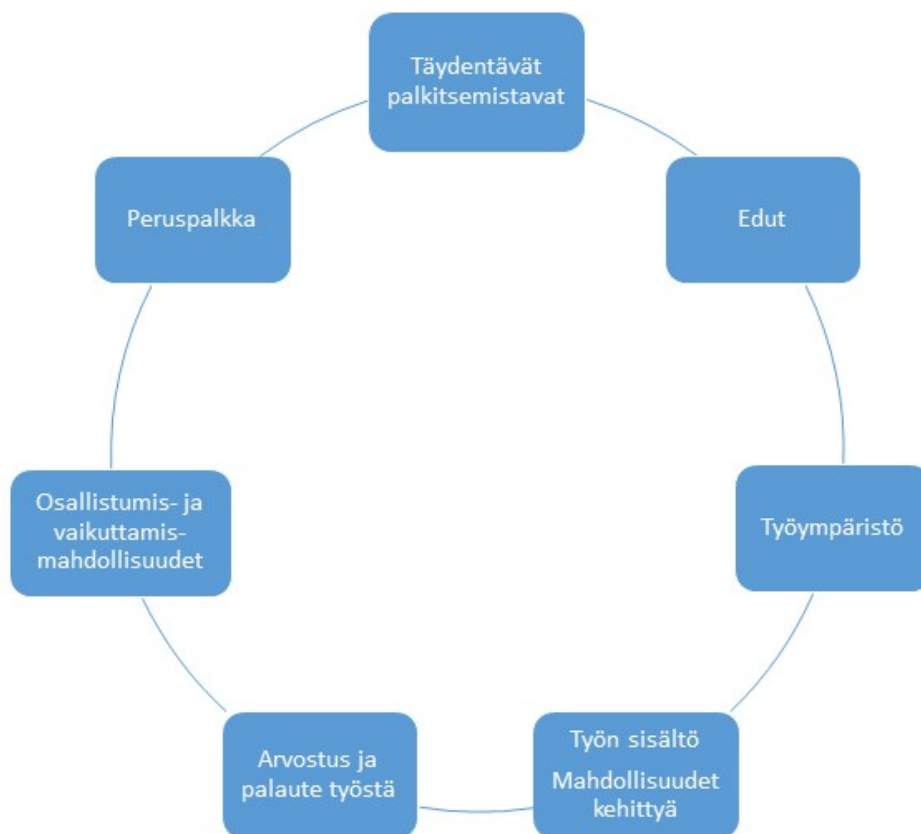 Täydentävät
palkitsemistavat
Edut
Työympäristö
Työn sisältö
Mahdollisuudet
kehittyä
Arvostus ja
palaute työstä
Osallistumis- ja
vaikuttamis-
mahdollisuudet
Peruspalkka